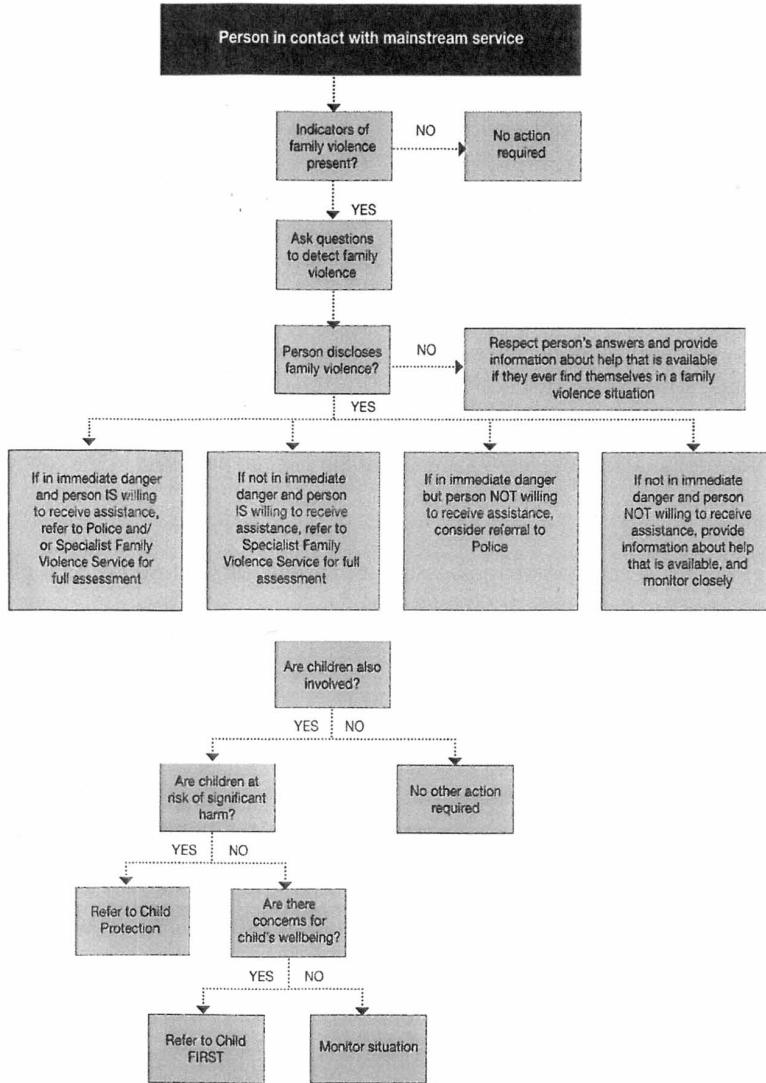 Person in contact with mainstream service
Indicators of
family violence
present?
NO
No action
required
YES
Ask questions
to detect family
violence
Person discloses
family violence?
NO
Respect person's answers and provide
information about help that is available
if they ever find themselves in a family
violence situation
YES
If in immediate danger
and person IS willing
to receive assistance,
refer to Police and/
or Specialist Family
Violence Service for
full assessment
If not in immediate
danger and person
IS willing to receive
assistance, refer to
Specialist Family
Violence Service for full
assessment
If in immediate danger
but person NOT willing
to receive assistance,
consider referral to
Police
If not in immediate
danger and person
NOT willing to receive
assistance, provide
information about help
that is available, and
monitor closely
Are children also
involved?
YES NO
Are children at
risk of significant
harm?
No other action
required
YES NO
Refer to Child
Protection
Are there
concerns for
child's wellbeing?
YES NO
Refer to Child
FIRST
Monitor situation